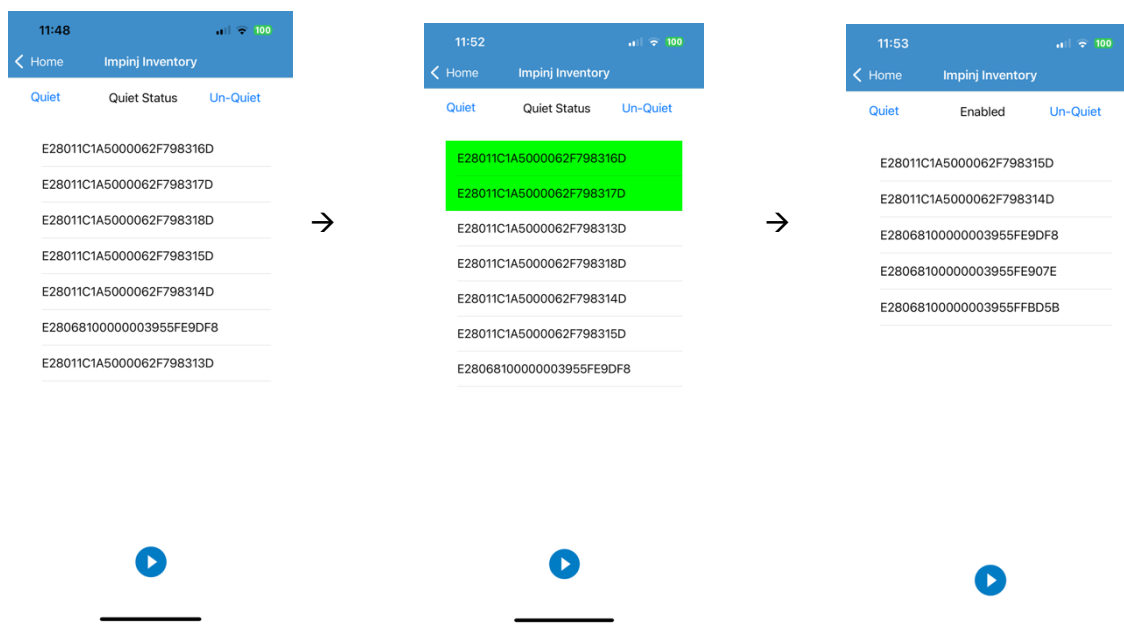 11:48
100
Home
Impinj Inventory
Quiet
Quiet Status
Un-Quiet
E28011C1A5000062F798316D
E28011C1A5000062F798317D
E28011C1A5000062F798318D
E28011C1A5000062F798315D
E28011C1A5000062F798314D
E28068100000003955FE9DF8
E28011C1A5000062F798313D
→
11:52
100
Home
Impinj Inventory
Quiet
Quiet Status
Un-Quiet
E28011C1A5000062F798316D
E28011C1A5000062F798317D
E28011C1A5000062F798313D
E28011C1A5000062F798318D
E28011C1A5000062F798314D
E28011C1A5000062F798315D
E28068100000003955FE9DF8
→
11:53
100
Home
Impinj Inventory
Quiet
Enabled
Un-Quiet
E28011C1A5000062F798315D
E28011C1A5000062F798314D
E28068100000003955FE9DF8
E28068100000003955FE907E
E28068100000003955FFBD5B